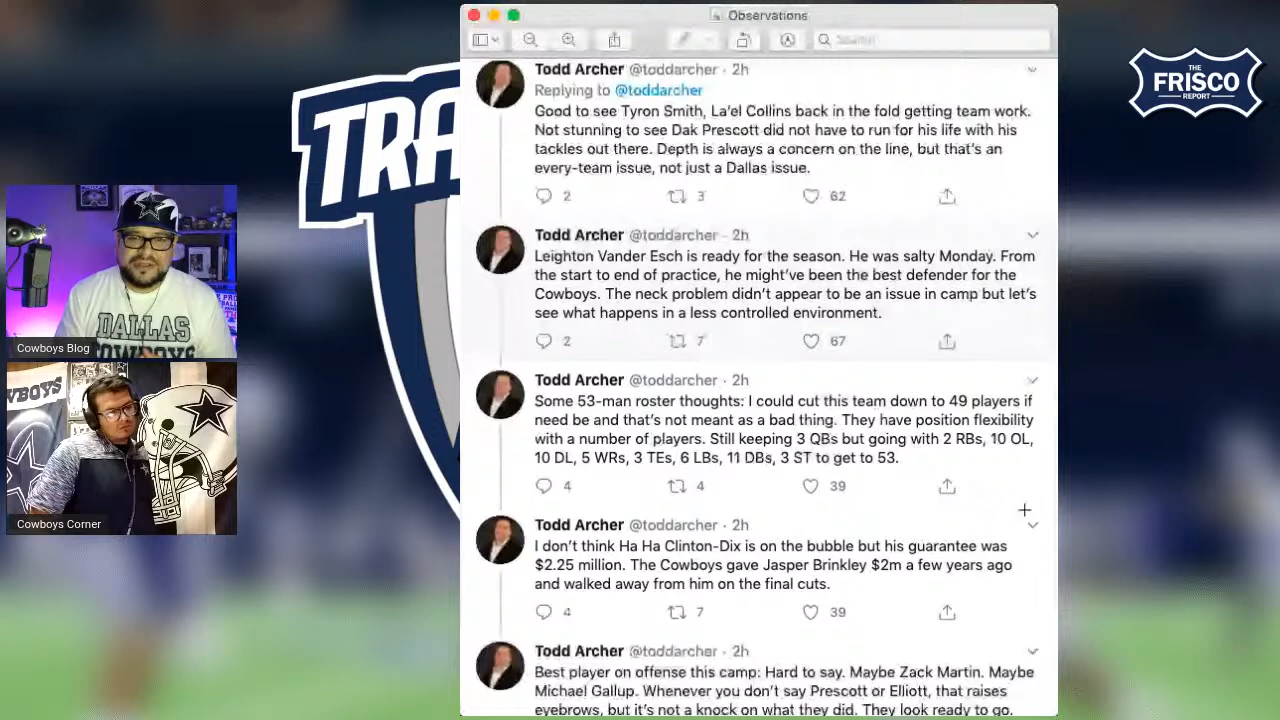 Observations
Search
Todd Archer @toddarcher · 2h
Replying to @toddarcher
Good to see Tyron Smith, La'el Collins back in the fold getting team work.
Not stunning to see Dak Prescott did not have to run for his life with his
tackles out there. Depth is always a concern on the line, but that's an
every-team issue, not just a Dallas issue.
2 3 62
Todd Archer @toddarcher · 2h
Leighton Vander Esch is ready for the season. He was salty Monday. From
the start to end of practice, he might've been the best defender for the
Cowboys. The neck problem didn't appear to be an issue in camp but let's
see what happens in a less controlled environment.
2 7 67
Todd Archer @toddarcher · 2h
Some 53-man roster thoughts: I could cut this team down to 49 players if
need be and that's not meant as a bad thing. They have position flexibility
with a number of players. Still keeping 3 QBs but going with 2 RBs, 10 OL,
10 DL, 5 WRs, 3 TEs, 6 LBs, 11 DBs, 3 ST to get to 53.
4 4 39
Todd Archer @toddarcher · 2h
I don't think Ha Ha Clinton-Dix is on the bubble but his guarantee was
$2.25 million. The Cowboys gave Jasper Brinkley $2m a few years ago
and walked away from him on the final cuts.
4 7 39
Todd Archer @toddarcher · 2h
Best player on offense this camp: Hard to say. Maybe Zack Martin. Maybe
Michael Gallup. Whenever you don't say Prescott or Elliott, that raises
eyebrows, but it's not a knock on what they did. They look ready to go.
THE
FRISCO
REPORT
TRA
DALLAS
COWBOYS
Cowboys Blog
WBOYS
Cowboys Corner